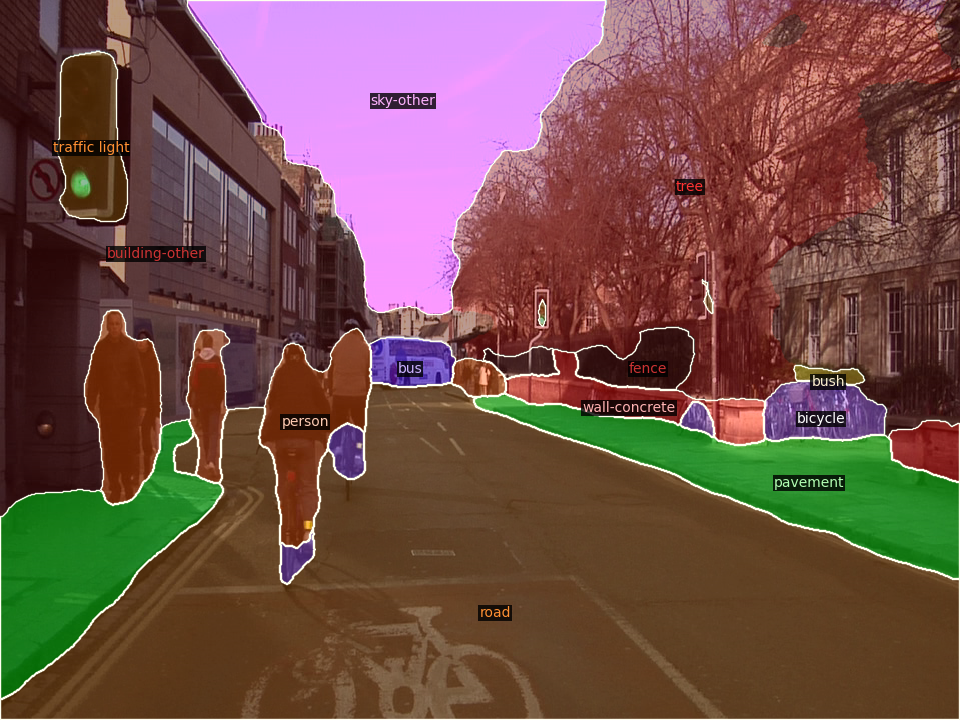 sky-other
traffic light
tree
building-other
bus
fence
bush
wall-concrete
bicycle
person
pavement
road